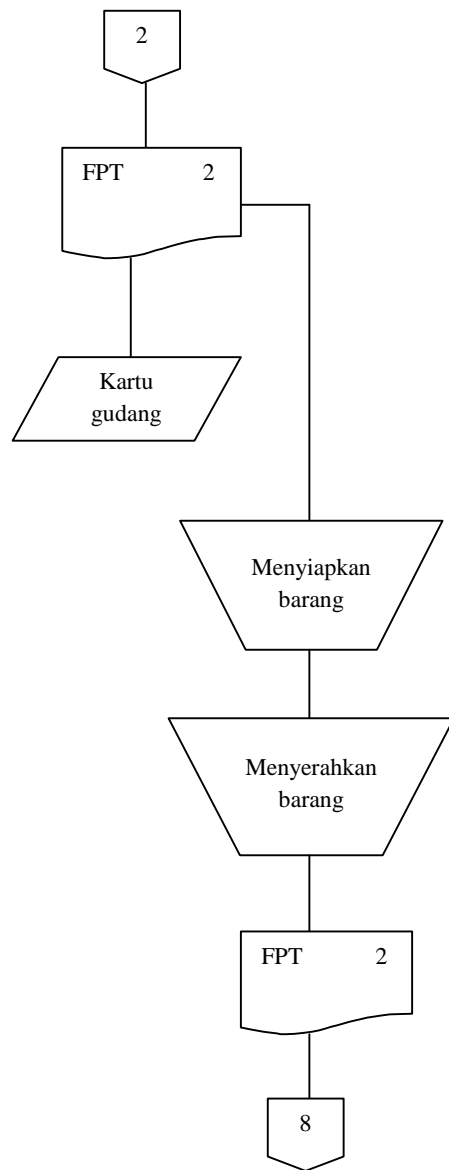 2
FPT 2
Kartu
gudang
Menyiapkan
barang
Menyerahkan
barang
FPT 2
8